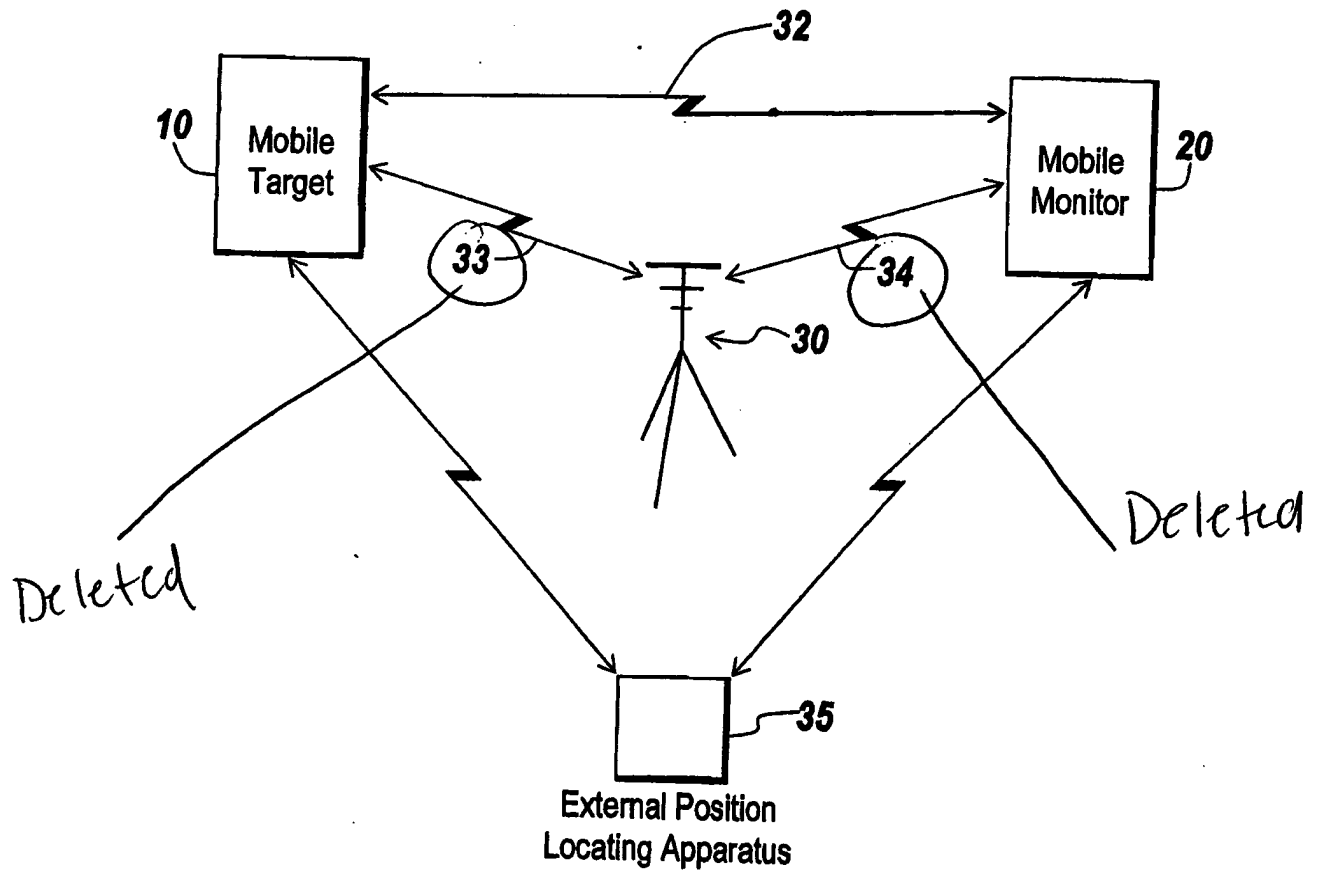 32
10
Mobile
Target
Mobile
Monitor
20
33
34
30
Deleted
Deleted
35
External Position
Locating Apparatus